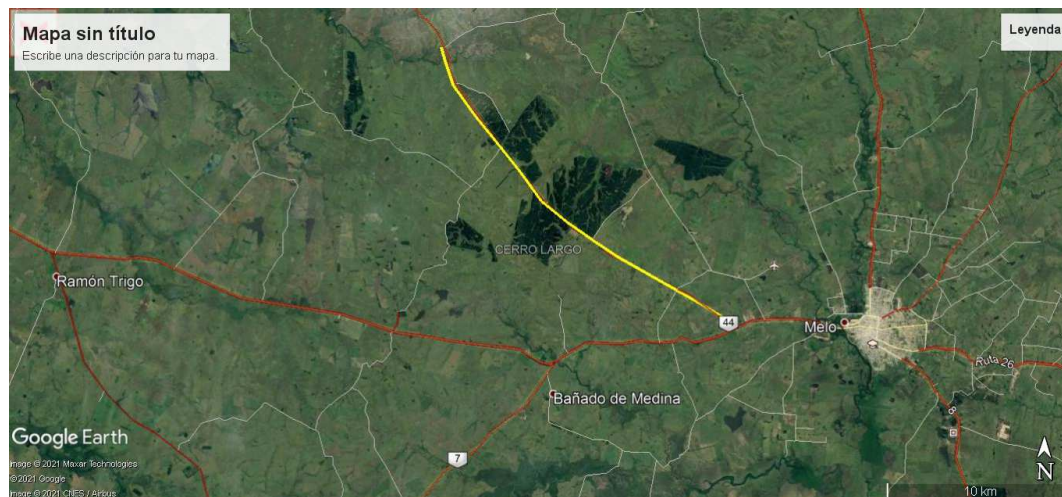 Mapa sin título
Escribe una descripción para tu mapa.
Leyenda
CERRO LARGO
Ramón Trigo
44
Melo
Ruta 26
Bañado de Medina
8
7
Google Earth
Image © 2021 Maxar Technologies
© 2021 Google
Image © 2021 CNES / Airbus
N
10 km